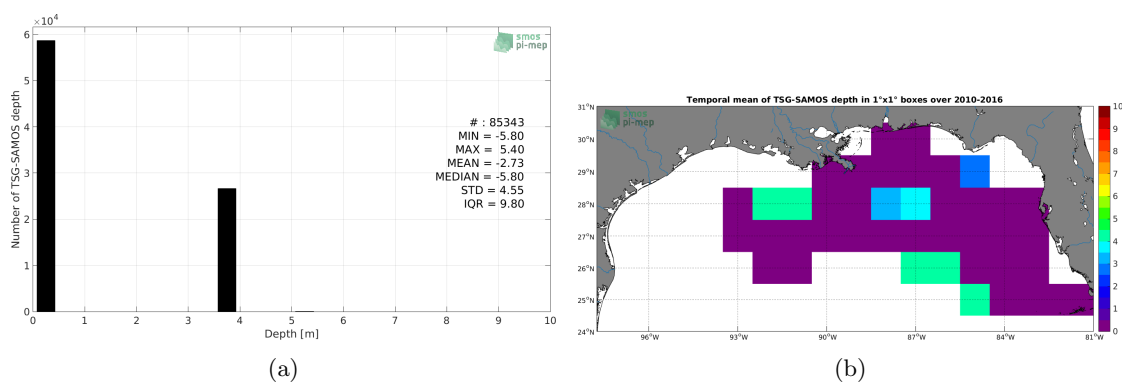 ×10⁴
6
5
4
3
2
1
0
Number of TSG-SAMOS depth
smos
pi-mep
# : 85343
MIN = -5.80
MAX = 5.40
MEAN = -2.73
MEDIAN = -5.80
STD = 4.55
IQR = 9.80
0 1 2 3 4 5 6 7 8 9 10
Depth [m]
(a)
Temporal mean of TSG-SAMOS depth in 1°x1° boxes over 2010-2016
smos
pi-mep
31°N
30°N
29°N
28°N
27°N
26°N
25°N
24°N
96°W 93°W 90°W 87°W 84°W 81°W
10
9
8
7
6
5
4
3
2
1
0
(b)